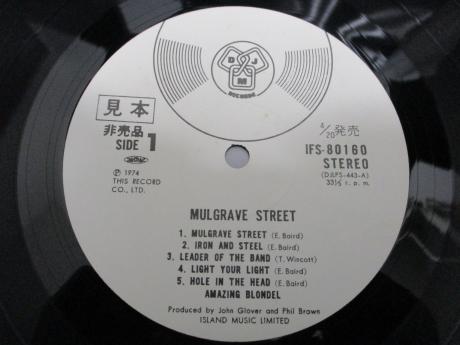 D J M
RECORDS
見本
非売品
SIDE 1
8/20発売
IFS-80160
STEREO
(DJLPS-443-A)
33⅓ r. p. m.
Ⓟ 1974
THIS RECORD
CO., LTD.
MULGRAVE STREET
1. MULGRAVE STREET (E. Baird)
2. IRON AND STEEL (E. Baird)
3. LEADER OF THE BAND (T. Wincott)
4. LIGHT YOUR LIGHT (E. Baird)
5. HOLE IN THE HEAD (E. Baird)
AMAZING BLONDEL
Produced by John Glover and Phil Brown
ISLAND MUSIC LIMITED